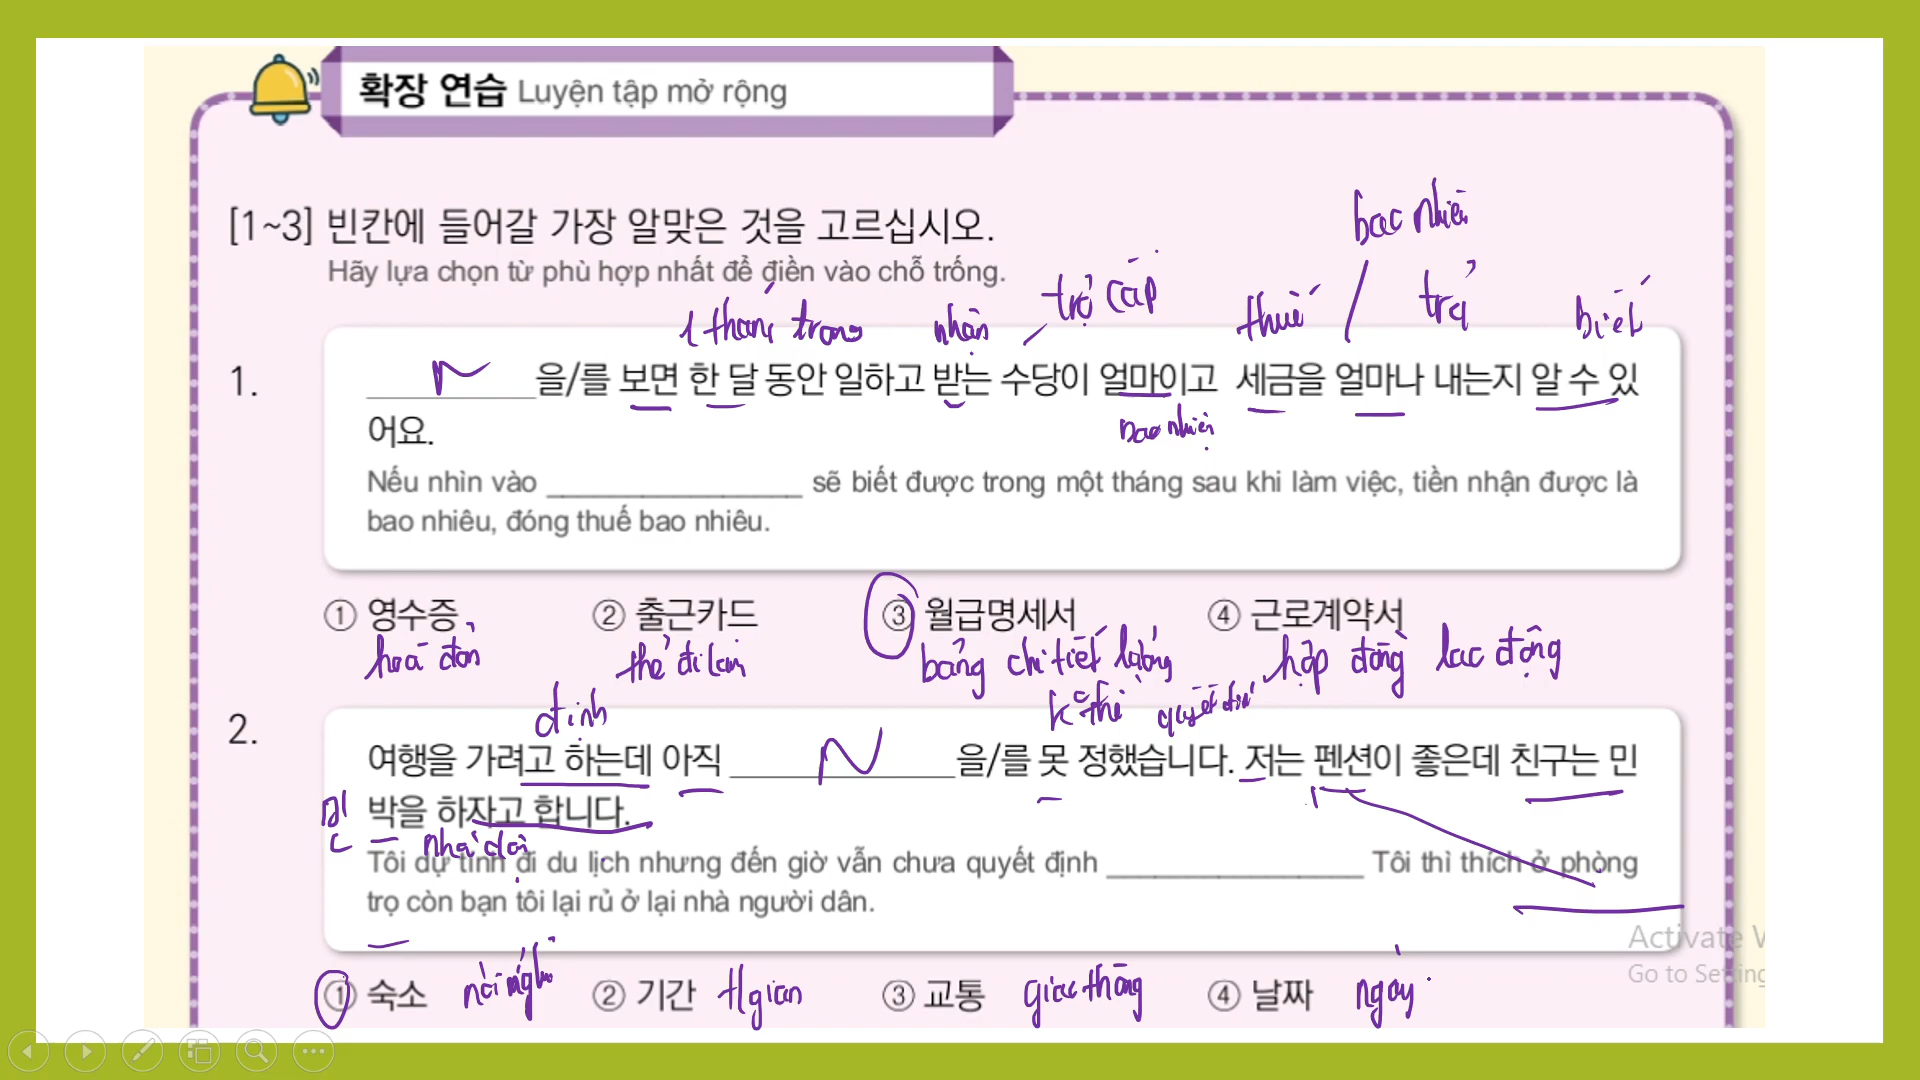 확장 연습 Luyện tập mở rộng
[1~3] 빈칸에 들어갈 가장 알맞은 것을 고르십시오.
bao nhiêu
Hãy lựa chọn từ phù hợp nhất để điền vào chỗ trống.
1 tháng trong nhận trợ cấp thuế / trả biết
1. ________ N 을/를 보면 한 달 동안 일하고 받는 수당이 얼마이고 세금을 얼마나 내는지 알 수 있
어요.
bao nhiêu
Nếu nhìn vào ________________ sẽ biết được trong một tháng sau khi làm việc, tiền nhận được là
bao nhiêu, đóng thuế bao nhiêu.
① 영수증 ② 출근카드 ③ 월급명세서 ④ 근로계약서
hoá đơn thẻ đi làm bảng chi tiết lương hợp đồng lao động
định k thể quyết định
2. 여행을 가려고 하는데 아직 ________ N 을/를 못 정했습니다. 저는 펜션이 좋은데 친구는 민
박을 하자고 합니다.
nhà dân
Tôi dự tính đi du lịch nhưng đến giờ vẫn chưa quyết định ________________ Tôi thì thích ở phòng
trọ còn bạn tôi lại rủ ở lại nhà người dân.
Activate
Go to Setting
① 숙소 nơi nghỉ ② 기간 tgian ③ 교통 giao thông ④ 날짜 ngày